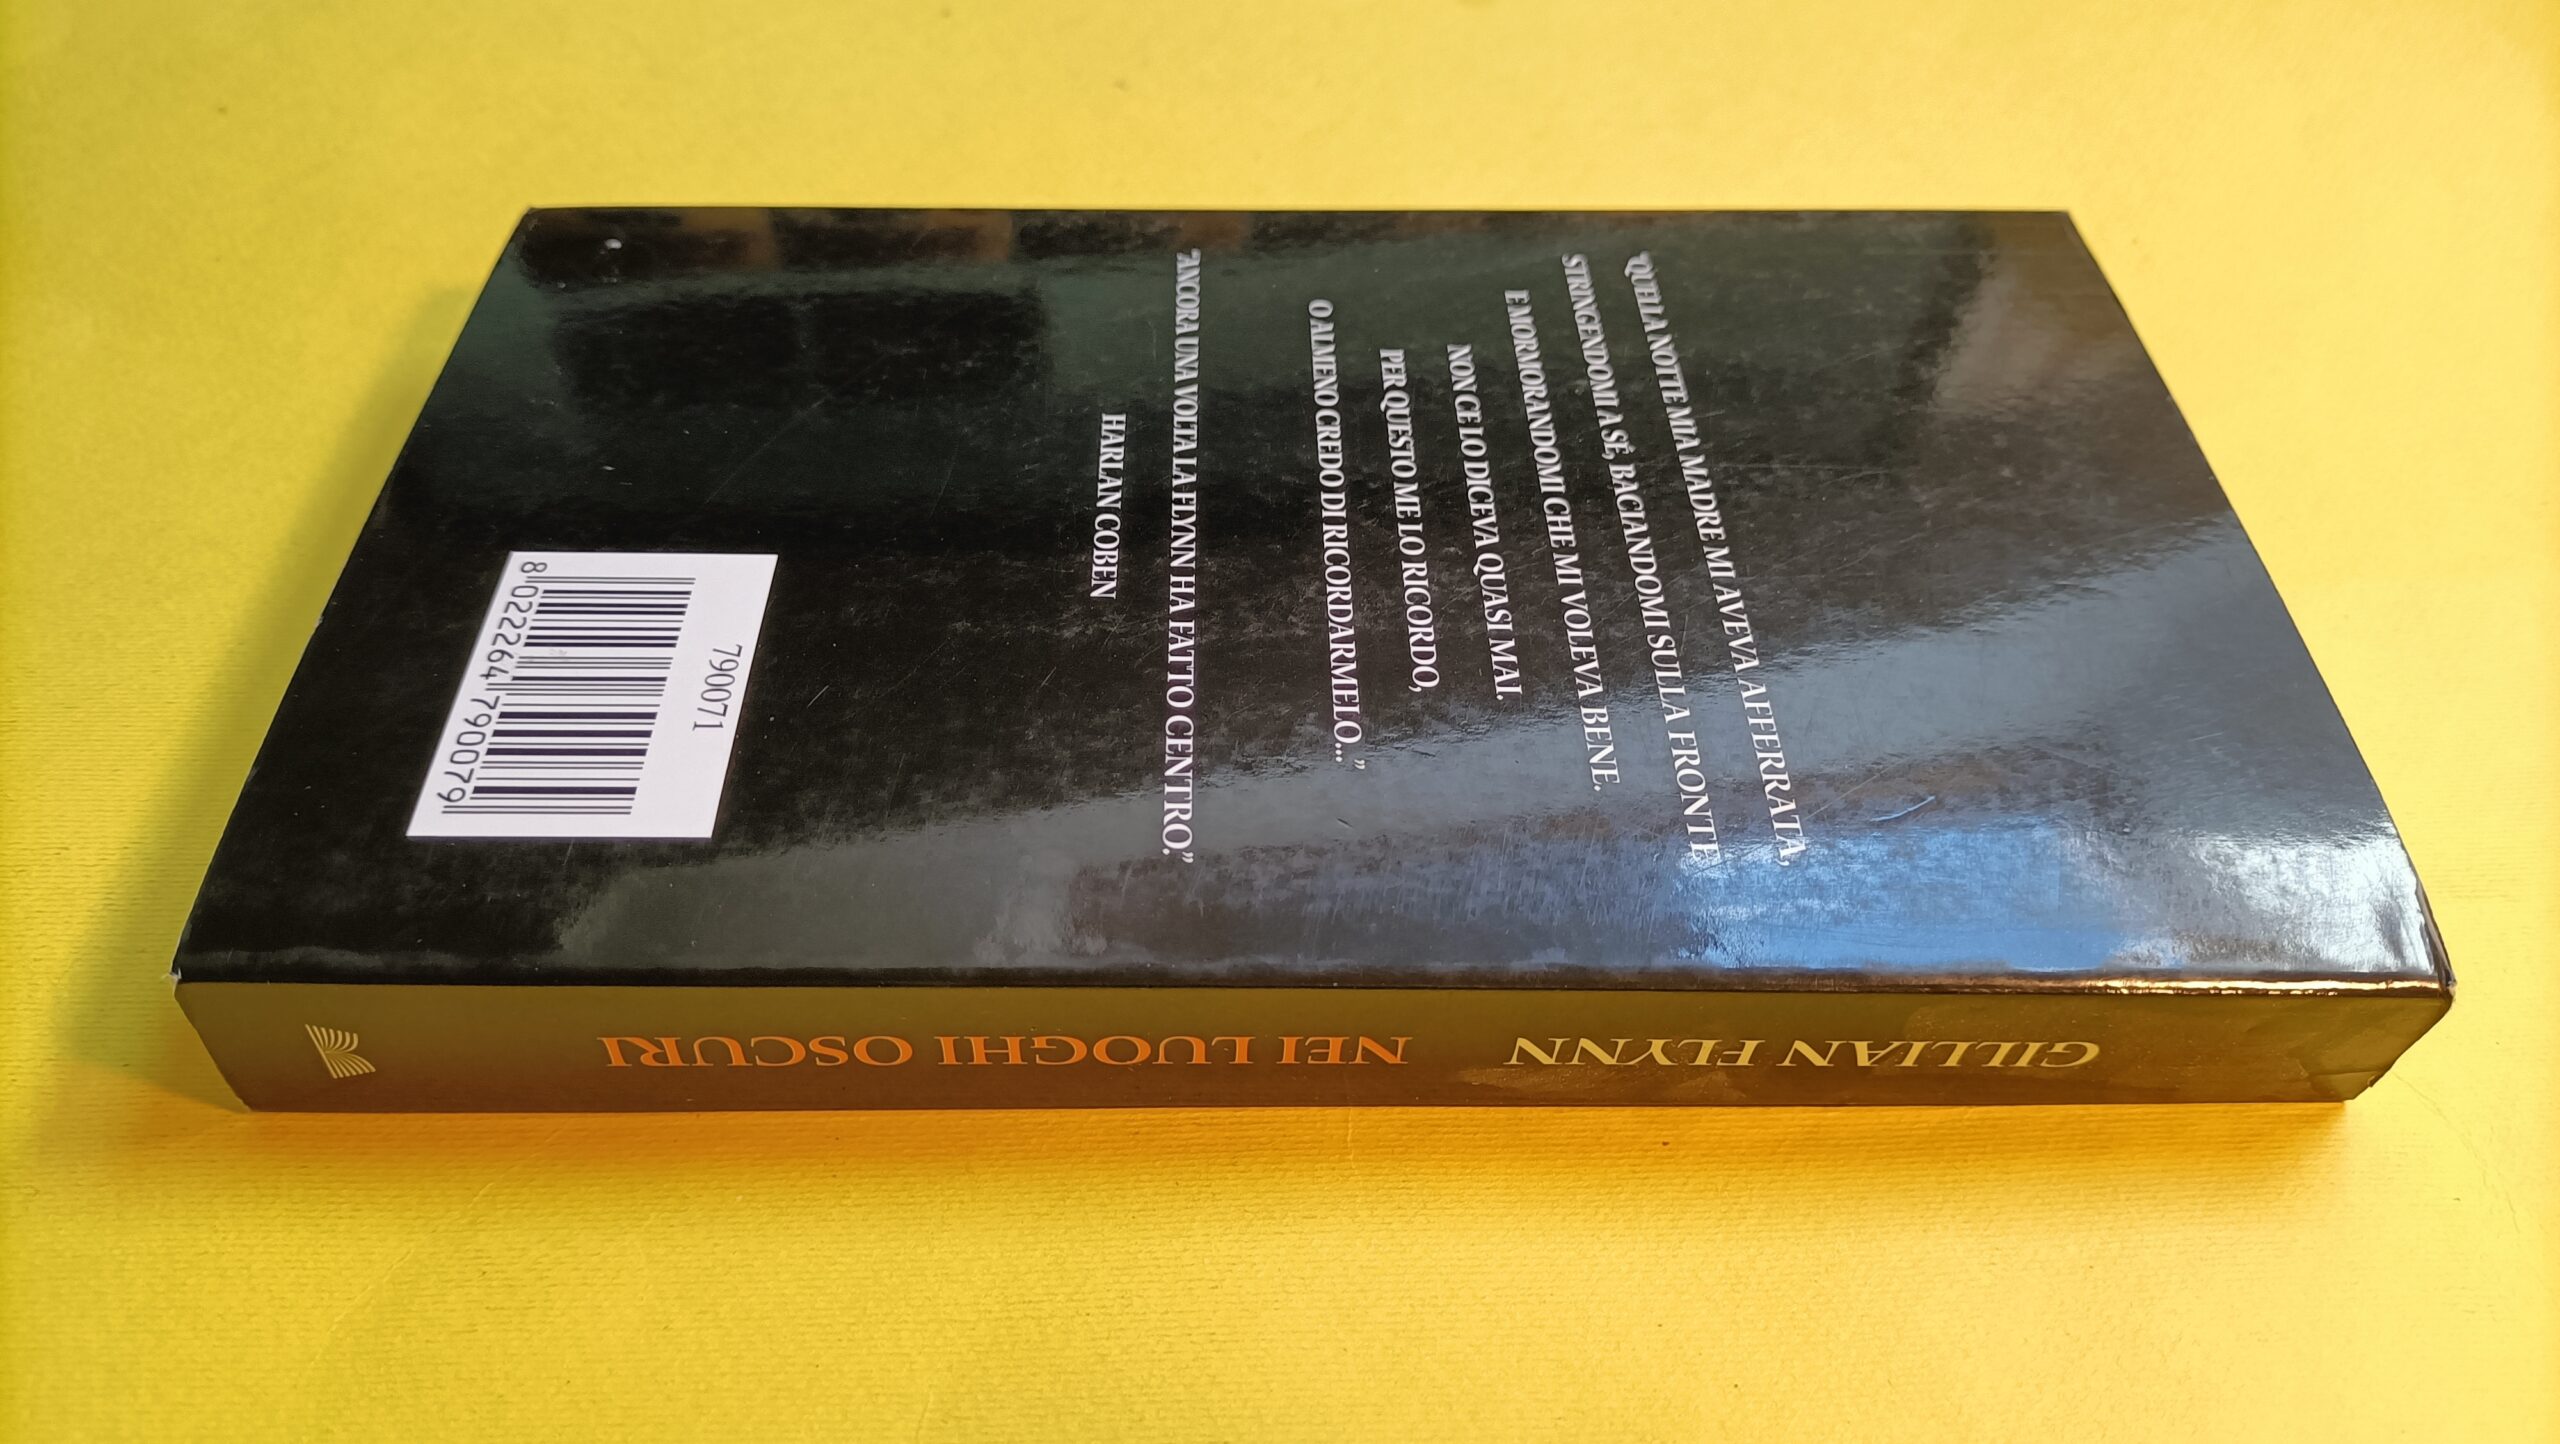 “QUELLA NOTTE MIA MADRE MI AVEVA AFFERRATA,
STRINGENDOMI A SÉ, BACIANDOMI SULLA FRONTE
E MORMORANDOMI CHE MI VOLEVA BENE.
NON CE LO DICEVA QUASI MAI.
PER QUESTO ME LO RICORDO,
O ALMENO CREDO DI RICORDARMELO...”
“ANCORA UNA VOLTA LA FLYNN HA FATTO CENTRO.”
HARLAN COBEN
790071
8 022264 790079
GILLIAN FLYNN NEI LUOGHI OSCURI